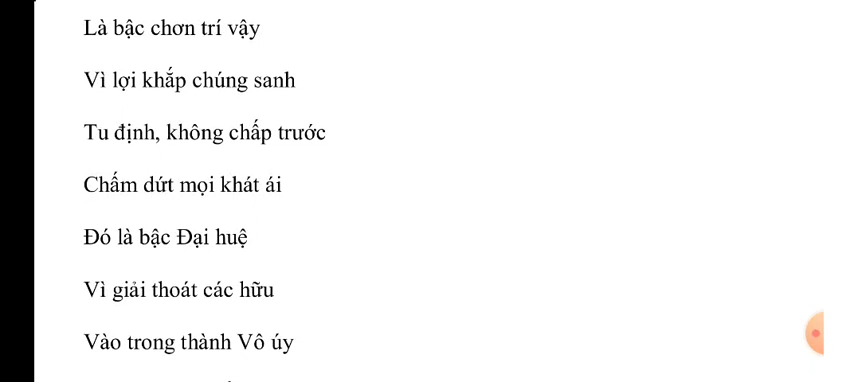 Là bậc chơn trí vậy
Vì lợi khắp chúng sanh
Tu định, không chấp trước
Chấm dứt mọi khát ái
Đó là bậc Đại huệ
Vì giải thoát các hữu
Vào trong thành Vô úy